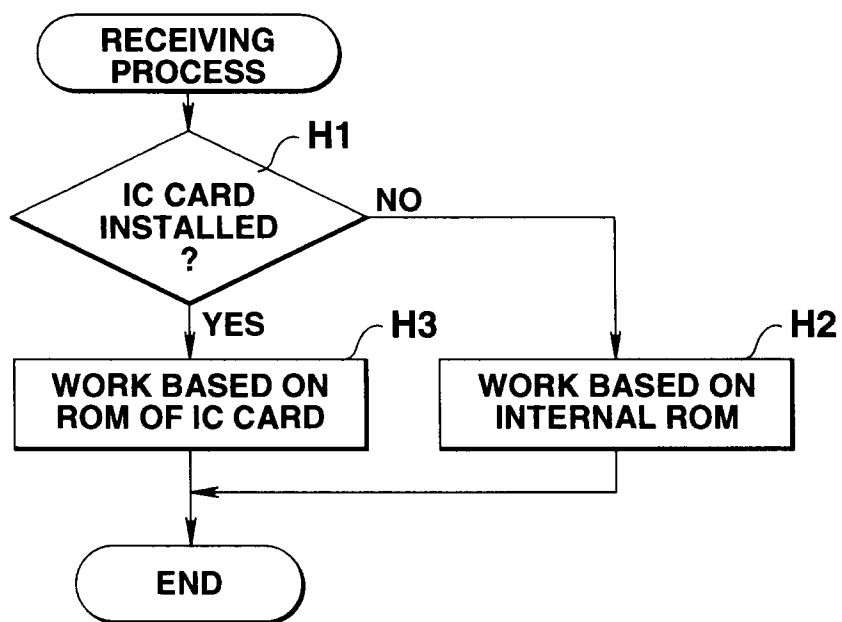 RECEIVING
PROCESS
H1
IC CARD
INSTALLED
?
NO
YES
H3
H2
WORK BASED ON
ROM OF IC CARD
WORK BASED ON
INTERNAL ROM
END